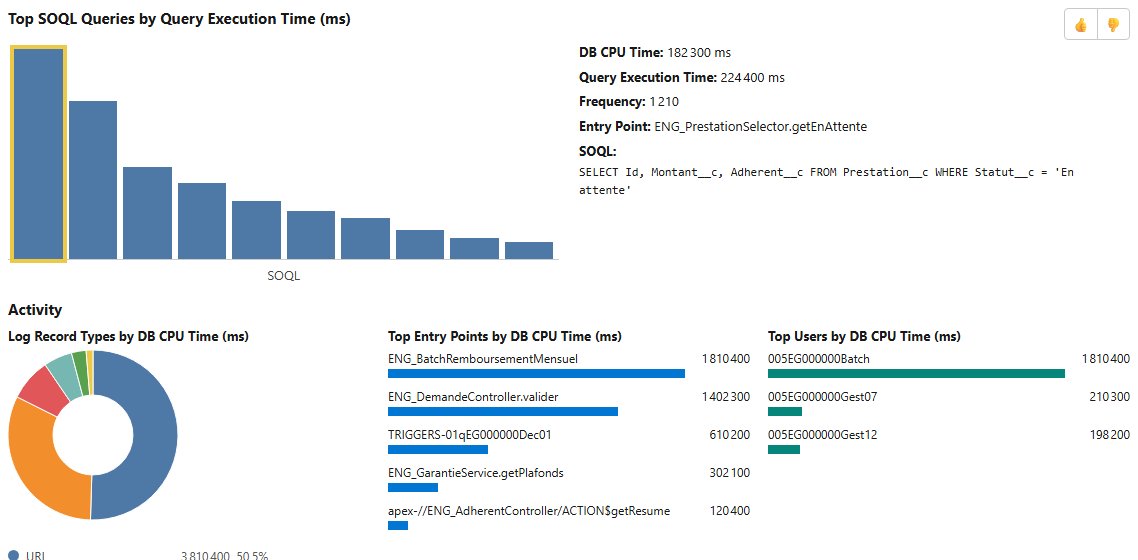 Top SOQL Queries by Query Execution Time (ms)
DB CPU Time: 182 300 ms
Query Execution Time: 224 400 ms
Frequency: 1 210
Entry Point: ENG_PrestationSelector.getEnAttente
SOQL:
SELECT Id, Montant__c, Adherent__c FROM Prestation__c WHERE Statut__c = 'En
attente'
SOQL
Activity
Log Record Types by DB CPU Time (ms)
URI 3 810 400 50.5%
Top Entry Points by DB CPU Time (ms)
ENG_BatchRemboursementMensuel 1 810 400
ENG_DemandeController.valider 1 402 300
TRIGGERS-01qEG000000Dec01 610 200
ENG_GarantieService.getPlafonds 302 100
apex-//ENG_AdherentController/ACTION$getResume 120 400
Top Users by DB CPU Time (ms)
005EG000000Batch 1 810 400
005EG000000Gest07 210 300
005EG000000Gest12 198 200